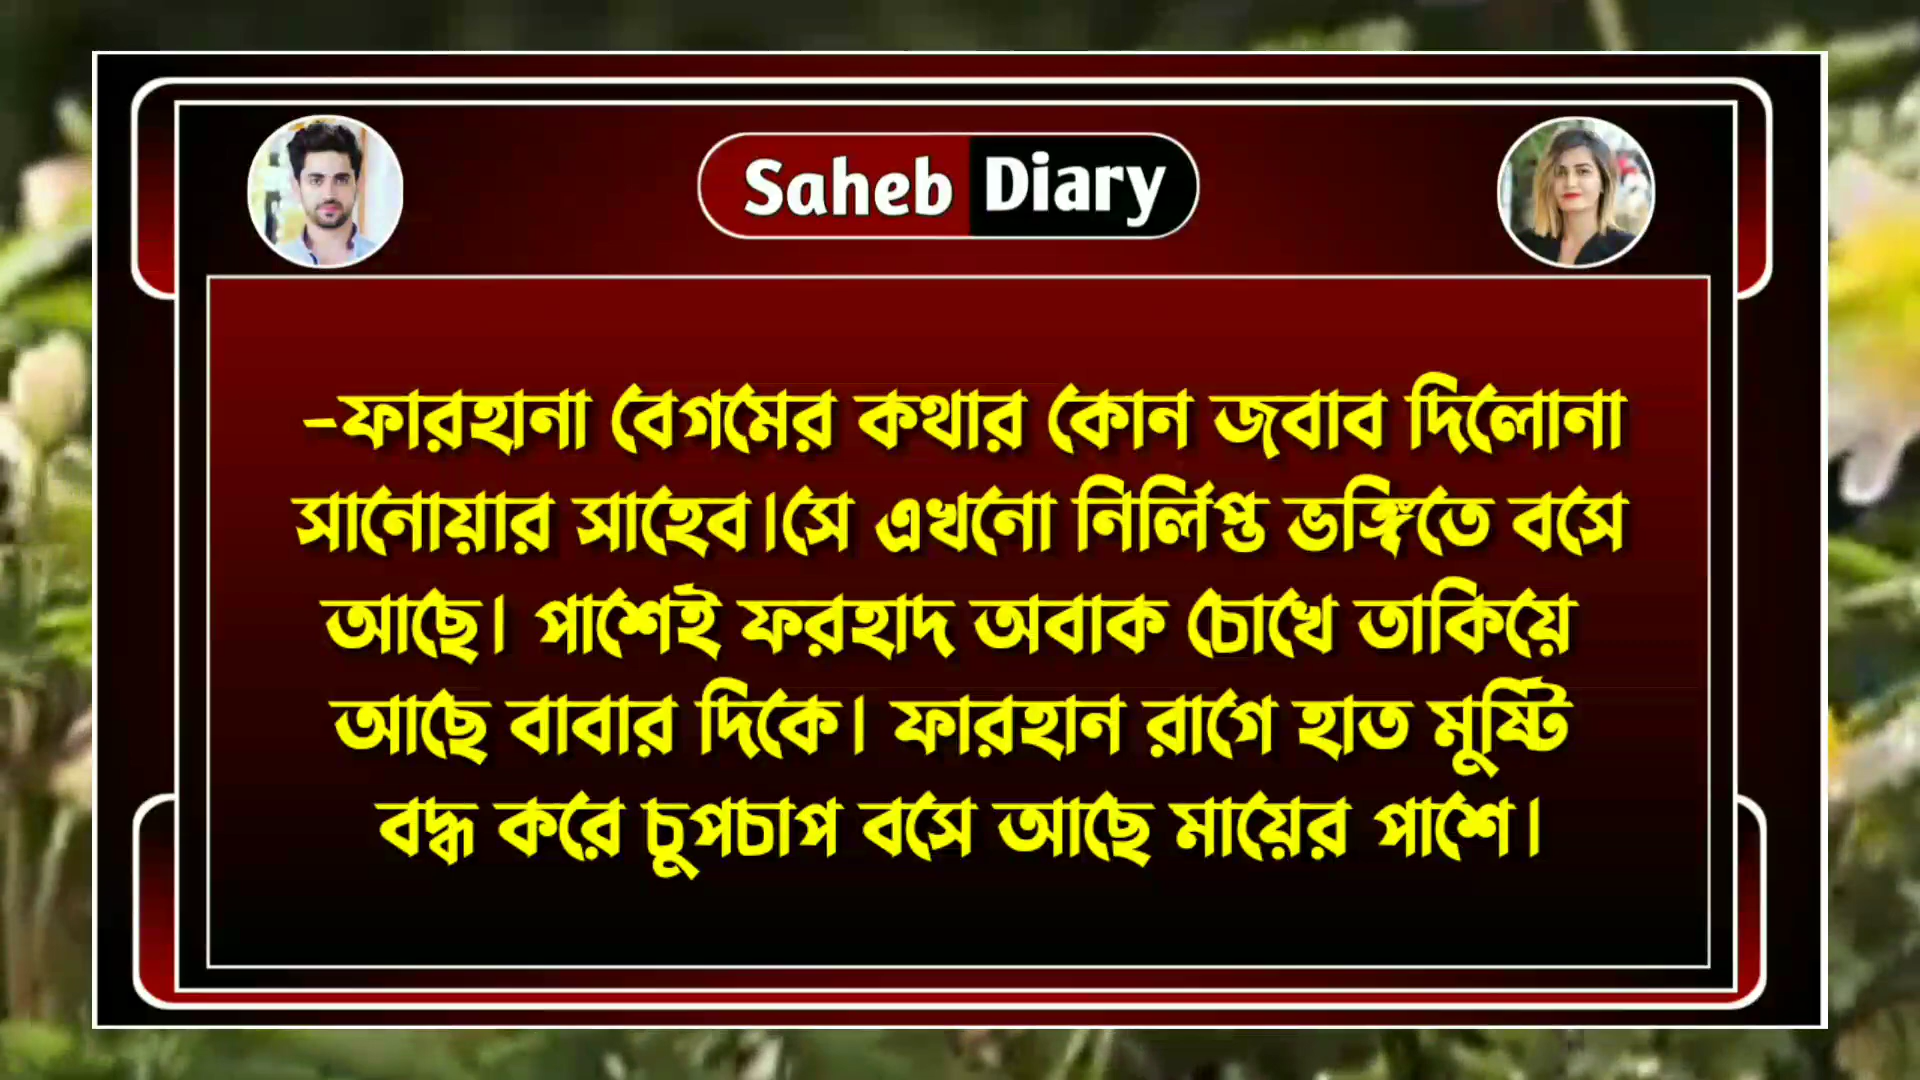 Saheb Diary
-ফারহানা বেগমের কথার কোন জবাব দিলোনা
সানোয়ার সাহেব।সে এখনো নির্লিপ্ত ভঙ্গিতে বসে
আছে। পাশেই ফরহাদ অবাক চোখে তাকিয়ে
আছে বাবার দিকে। ফারহান রাগে হাত মুষ্টি
বদ্ধ করে চুপচাপ বসে আছে মায়ের পাশে।